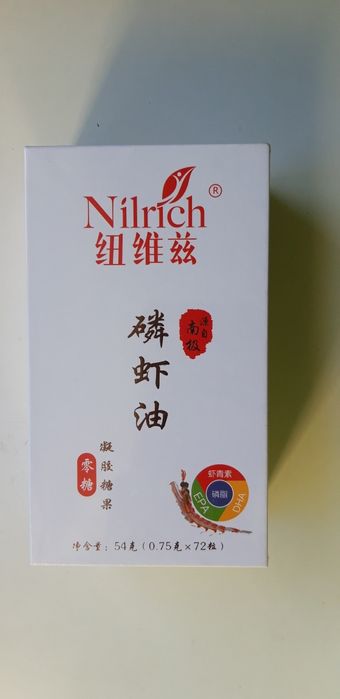 Nilrich®
纽维兹
源自
南极
磷虾油
凝胶糖果
零糖
虾青素
磷脂
EPA
DHA
净含量：54克(0.75克×72粒)